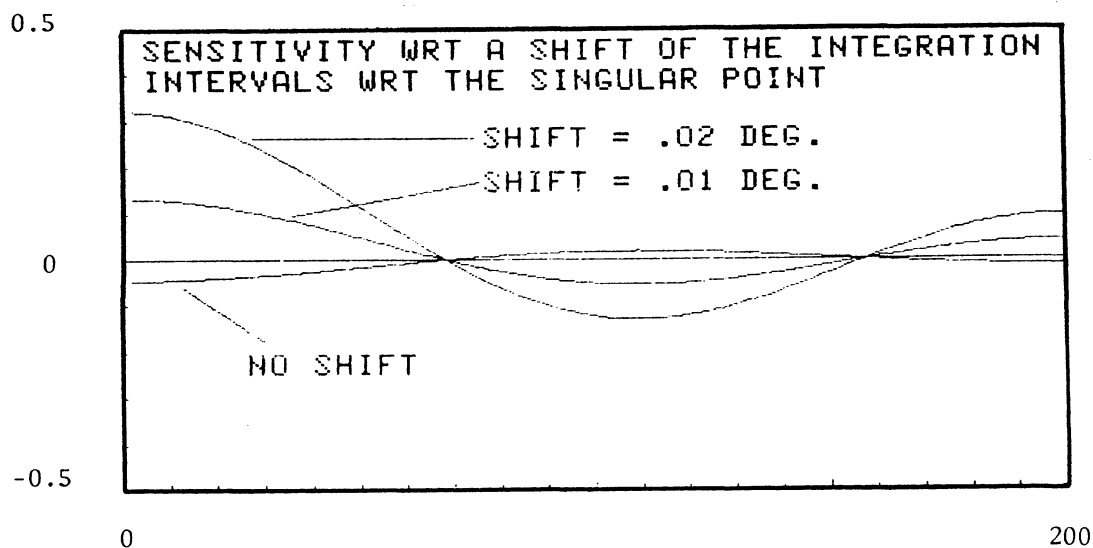 0.5
SENSITIVITY WRT A SHIFT OF THE INTEGRATION
INTERVALS WRT THE SINGULAR POINT
SHIFT = .02 DEG.
SHIFT = .01 DEG.
0
NO SHIFT
-0.5
0
200